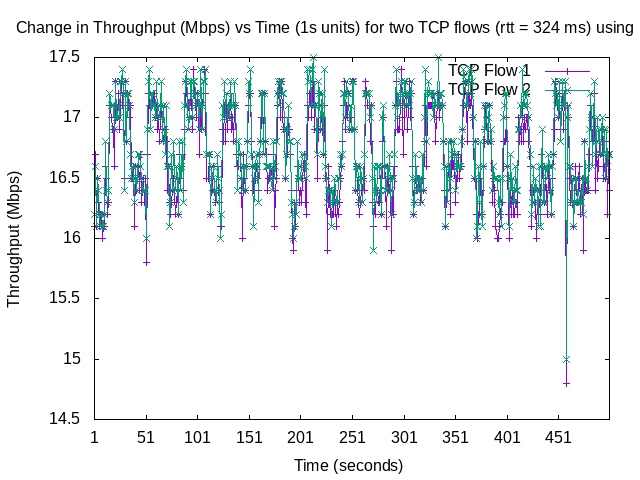 Change in Throughput (Mbps) vs Time (1s units) for two TCP flows (rtt = 324 ms) using
17.5
TCP Flow 1
TCP Flow 2
17
16.5
Throughput (Mbps)
16
15.5
15
14.5
1 51 101 151 201 251 301 351 401 451
Time (seconds)